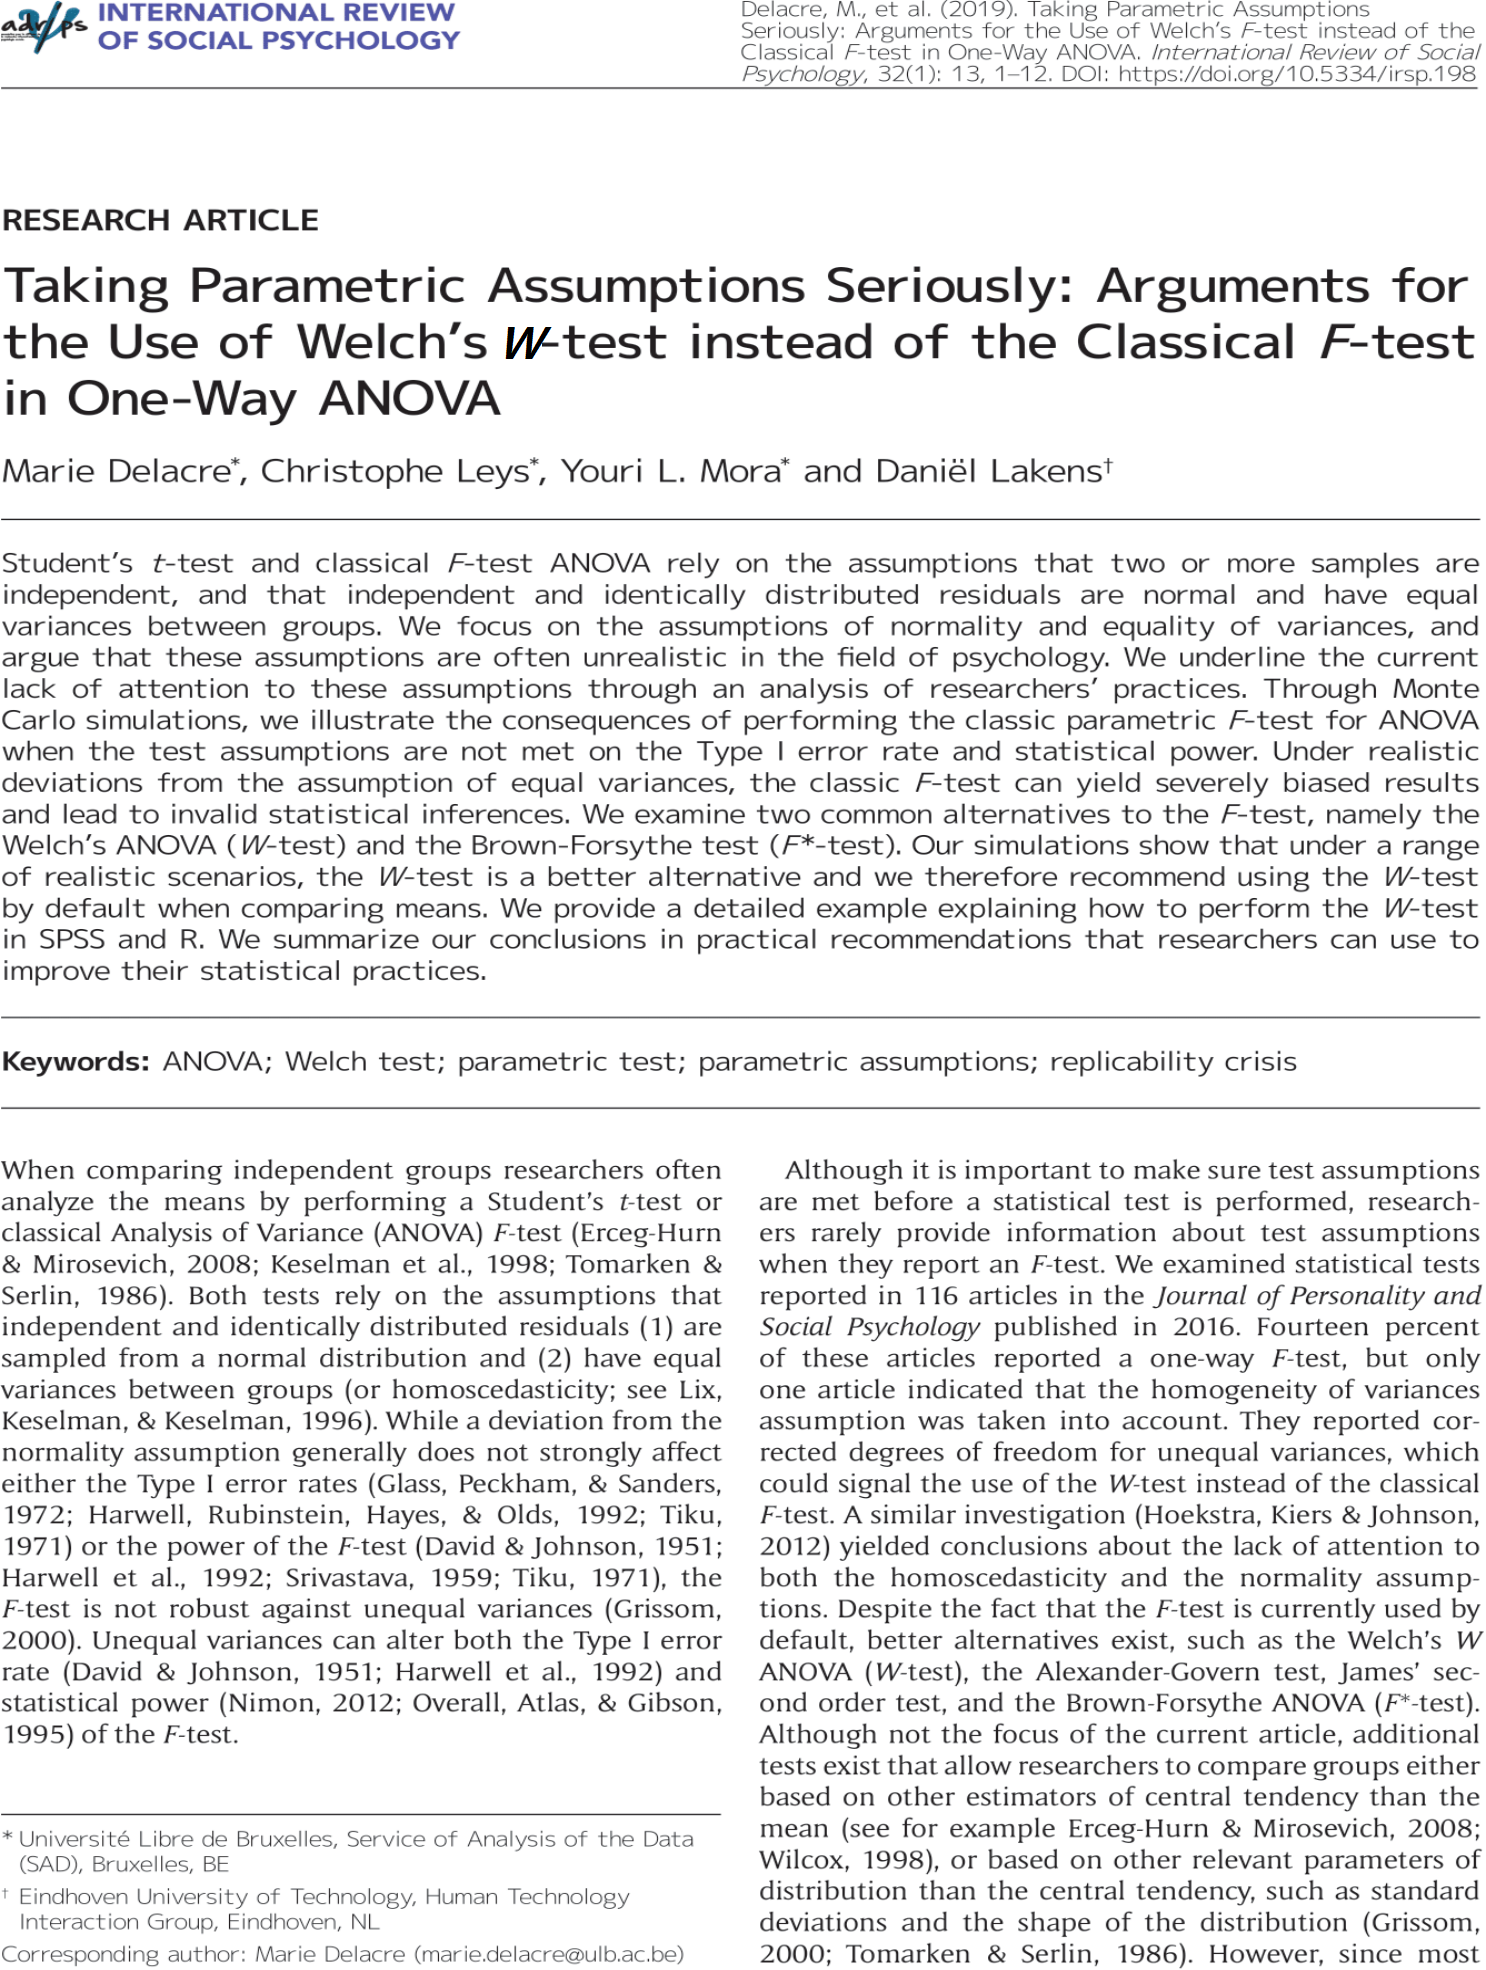 adrips
INTERNATIONAL REVIEW
OF SOCIAL PSYCHOLOGY
Delacre, M., et al. (2019). Taking Parametric Assumptions
Seriously: Arguments for the Use of Welch's F-test instead of the
Classical F-test in One-Way ANOVA. International Review of Social
Psychology, 32(1): 13, 1–12. DOI: https://doi.org/10.5334/irsp.198
RESEARCH ARTICLE
Taking Parametric Assumptions Seriously: Arguments for
the Use of Welch's W-test instead of the Classical F-test
in One-Way ANOVA
Marie Delacre*, Christophe Leys*, Youri L. Mora* and Daniël Lakens†
Student's t-test and classical F-test ANOVA rely on the assumptions that two or more samples are
independent, and that independent and identically distributed residuals are normal and have equal
variances between groups. We focus on the assumptions of normality and equality of variances, and
argue that these assumptions are often unrealistic in the field of psychology. We underline the current
lack of attention to these assumptions through an analysis of researchers' practices. Through Monte
Carlo simulations, we illustrate the consequences of performing the classic parametric F-test for ANOVA
when the test assumptions are not met on the Type I error rate and statistical power. Under realistic
deviations from the assumption of equal variances, the classic F-test can yield severely biased results
and lead to invalid statistical inferences. We examine two common alternatives to the F-test, namely the
Welch's ANOVA (W-test) and the Brown-Forsythe test (F*-test). Our simulations show that under a range
of realistic scenarios, the W-test is a better alternative and we therefore recommend using the W-test
by default when comparing means. We provide a detailed example explaining how to perform the W-test
in SPSS and R. We summarize our conclusions in practical recommendations that researchers can use to
improve their statistical practices.
Keywords: ANOVA; Welch test; parametric test; parametric assumptions; replicability crisis
When comparing independent groups researchers often
analyze the means by performing a Student's t-test or
classical Analysis of Variance (ANOVA) F-test (Erceg-Hurn
& Mirosevich, 2008; Keselman et al., 1998; Tomarken &
Serlin, 1986). Both tests rely on the assumptions that
independent and identically distributed residuals (1) are
sampled from a normal distribution and (2) have equal
variances between groups (or homoscedasticity; see Lix,
Keselman, & Keselman, 1996). While a deviation from the
normality assumption generally does not strongly affect
either the Type I error rates (Glass, Peckham, & Sanders,
1972; Harwell, Rubinstein, Hayes, & Olds, 1992; Tiku,
1971) or the power of the F-test (David & Johnson, 1951;
Harwell et al., 1992; Srivastava, 1959; Tiku, 1971), the
F-test is not robust against unequal variances (Grissom,
2000). Unequal variances can alter both the Type I error
rate (David & Johnson, 1951; Harwell et al., 1992) and
statistical power (Nimon, 2012; Overall, Atlas, & Gibson,
1995) of the F-test.
* Université Libre de Bruxelles, Service of Analysis of the Data
(SAD), Bruxelles, BE
† Eindhoven University of Technology, Human Technology
Interaction Group, Eindhoven, NL
Corresponding author: Marie Delacre (marie.delacre@ulb.ac.be)
Although it is important to make sure test assumptions
are met before a statistical test is performed, research-
ers rarely provide information about test assumptions
when they report an F-test. We examined statistical tests
reported in 116 articles in the Journal of Personality and
Social Psychology published in 2016. Fourteen percent
of these articles reported a one-way F-test, but only
one article indicated that the homogeneity of variances
assumption was taken into account. They reported cor-
rected degrees of freedom for unequal variances, which
could signal the use of the W-test instead of the classical
F-test. A similar investigation (Hoekstra, Kiers & Johnson,
2012) yielded conclusions about the lack of attention to
both the homoscedasticity and the normality assump-
tions. Despite the fact that the F-test is currently used by
default, better alternatives exist, such as the Welch's W
ANOVA (W-test), the Alexander-Govern test, James' sec-
ond order test, and the Brown-Forsythe ANOVA (F*-test).
Although not the focus of the current article, additional
tests exist that allow researchers to compare groups either
based on other estimators of central tendency than the
mean (see for example Erceg-Hurn & Mirosevich, 2008;
Wilcox, 1998), or based on other relevant parameters of
distribution than the central tendency, such as standard
deviations and the shape of the distribution (Grissom,
2000; Tomarken & Serlin, 1986). However, since most